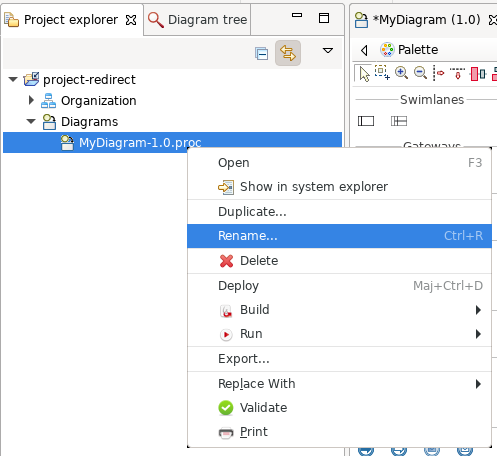 Project explorer
Diagram tree
*MyDiagram (1.0)
Palette
project-redirect
Organization
Diagrams
MyDiagram-1.0.proc
Swimlanes
Gateways
Open F3
Show in system explorer
Duplicate...
Rename... Ctrl+R
Delete
Deploy Maj+Ctrl+D
Build
Run
Export...
Replace With
Validate
Print